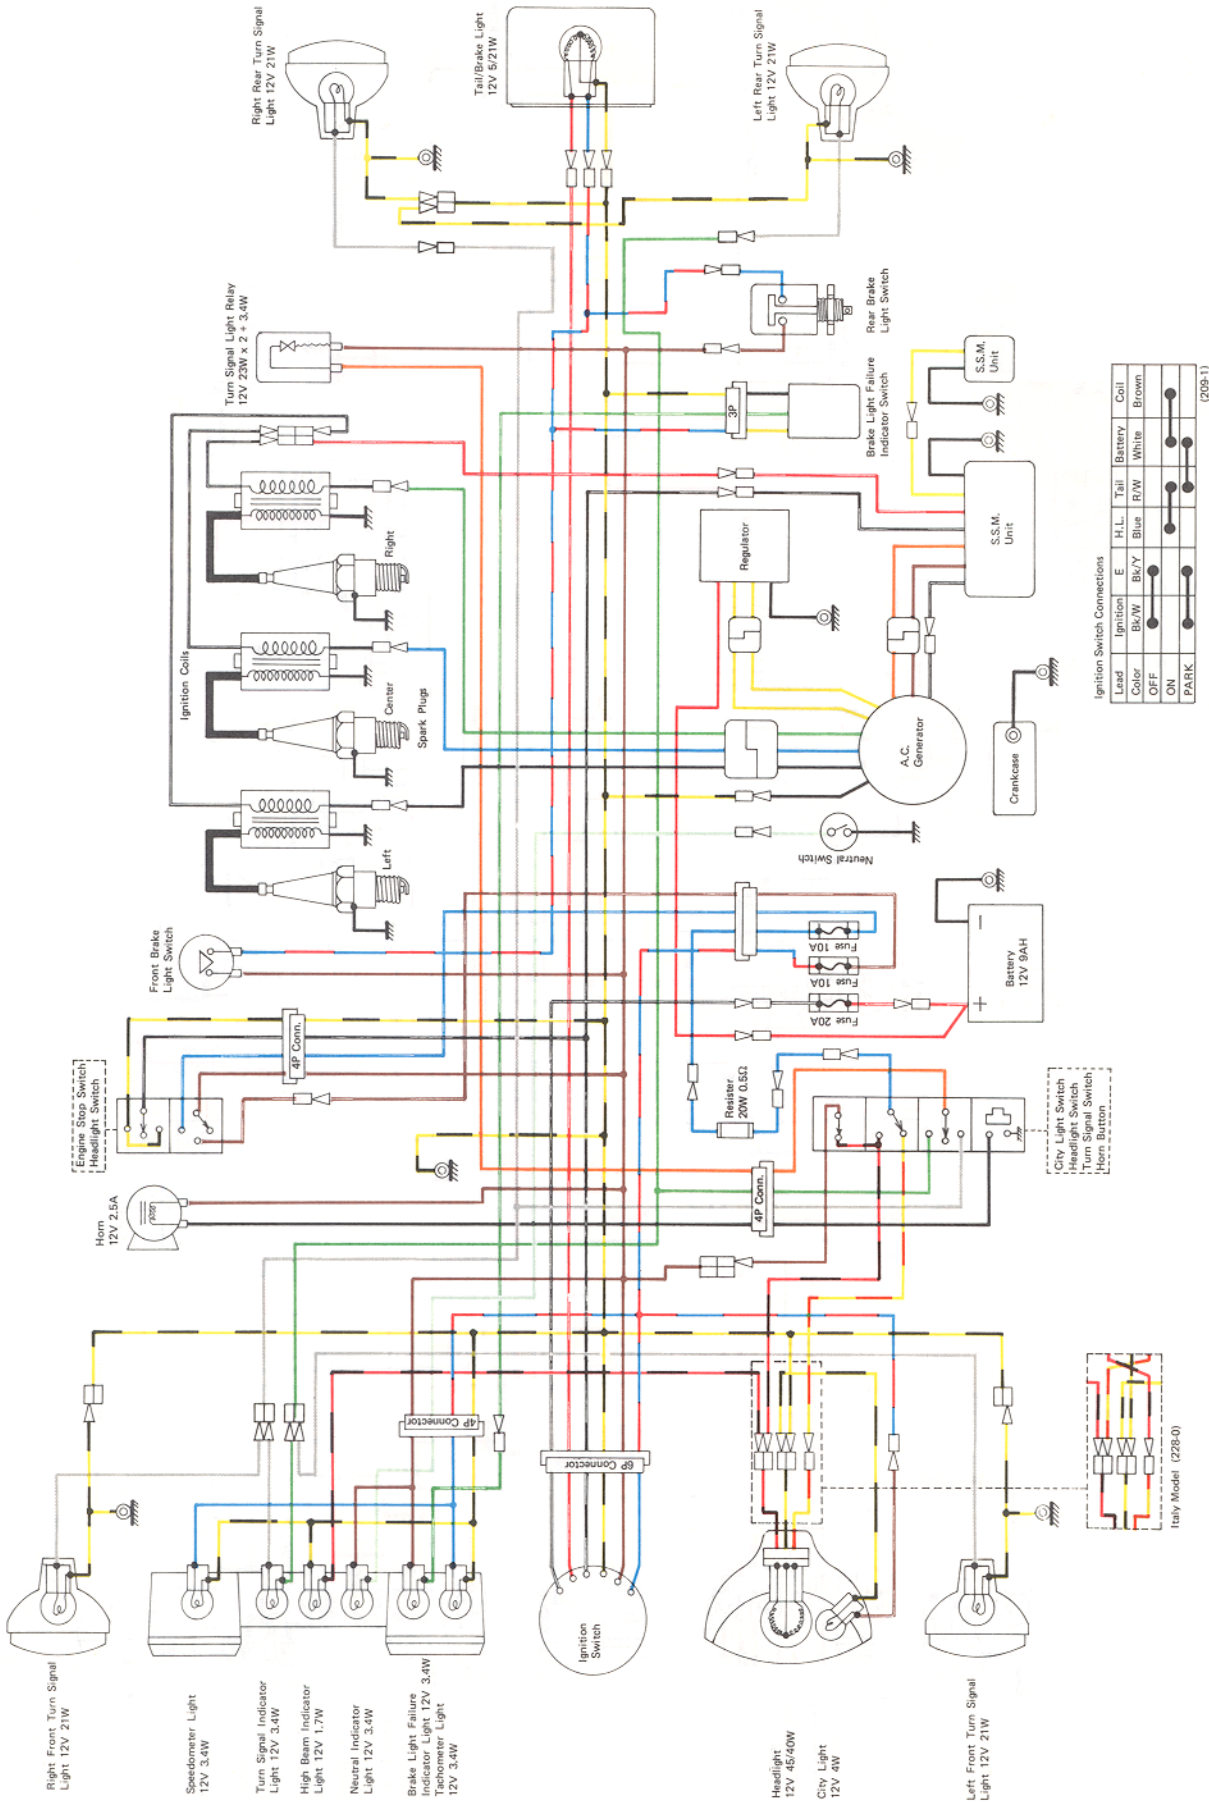 Right Rear Turn Signal
Light 12V 21W
Tail/Brake Light
12V 5/21W
Left Rear Turn Signal
Light 12V 21W
Turn Signal Light Relay
12V 23W x 2 + 3.4W
Rear Brake
Light Switch
Brake Light Failure
Indicator Switch
3P
S.S.M.
Unit
S.S.M.
Unit
Regulator
Ignition Coils
Right
Center
Left
Spark Plugs
A.C.
Generator
Crankcase
Neutral Switch
Front Brake
Light Switch
Fuse 10A
Fuse 10A
Fuse 20A
Battery
12V 9AH
+
−
Engine Stop Switch
Headlight Switch
4P Conn.
Resister
20W 0.5Ω
City Light Switch
Headlight Switch
Turn Signal Switch
Horn Button
4P Conn.
Horn
12V 2.5A
4P Connector
6P Connector
Italy Model (228-0)
Ignition
Switch
Right Front Turn Signal
Light 12V 21W
Speedometer Light
12V 3.4W
Turn Signal Indicator
Light 12V 3.4W
High Beam Indicator
Light 12V 1.7W
Neutral Indicator
Light 12V 3.4W
Brake Light Failure
Indicator Light 12V 3.4W
Tachometer Light
12V 3.4W
Headlight
12V 45/40W
City Light
12V 4W
Left Front Turn Signal
Light 12V 21W
Ignition Switch Connections
Lead Ignition E H.L. Tail Battery Coil
Color Bk/W Bk/Y Blue R/W White Brown
OFF
ON
PARK
(209-1)